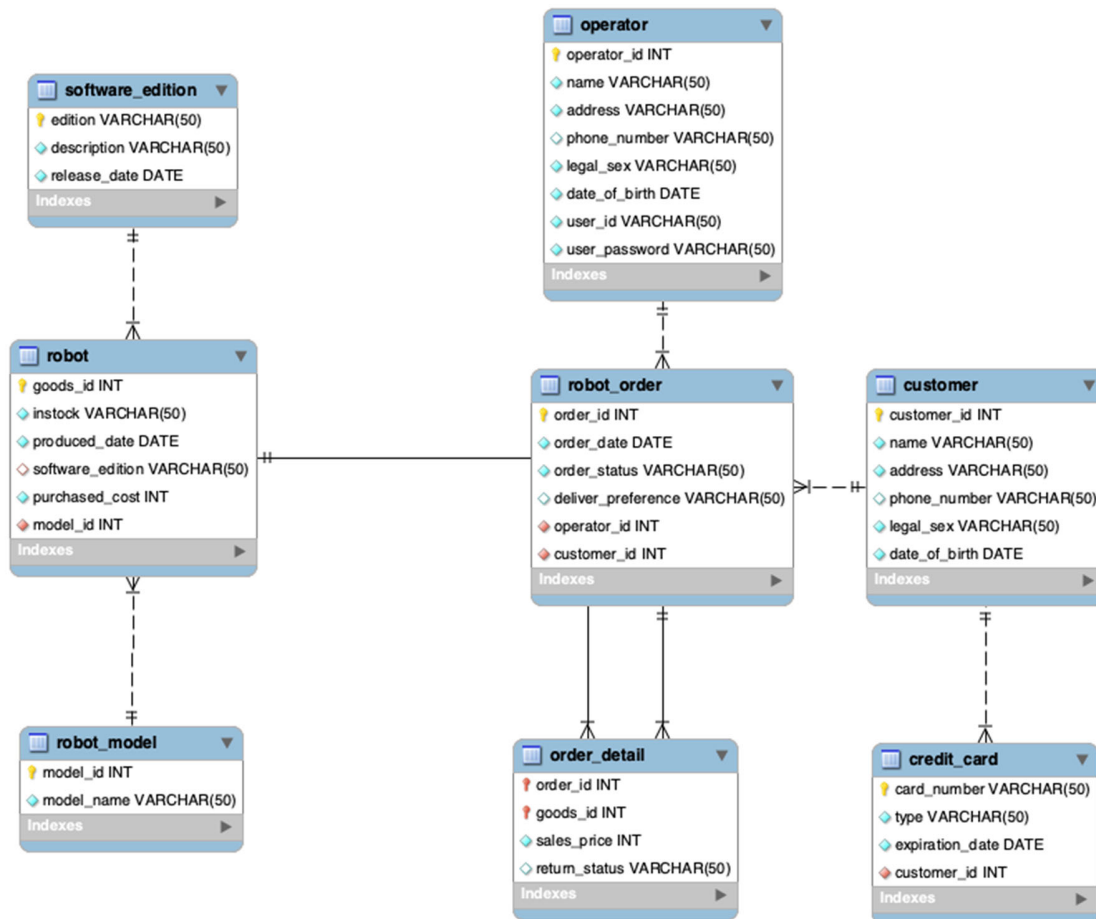 software_edition
edition VARCHAR(50)
description VARCHAR(50)
release_date DATE
Indexes
operator
operator_id INT
name VARCHAR(50)
address VARCHAR(50)
phone_number VARCHAR(50)
legal_sex VARCHAR(50)
date_of_birth DATE
user_id VARCHAR(50)
user_password VARCHAR(50)
Indexes
robot
goods_id INT
instock VARCHAR(50)
produced_date DATE
software_edition VARCHAR(50)
purchased_cost INT
model_id INT
Indexes
robot_order
order_id INT
order_date DATE
order_status VARCHAR(50)
deliver_preference VARCHAR(50)
operator_id INT
customer_id INT
Indexes
customer
customer_id INT
name VARCHAR(50)
address VARCHAR(50)
phone_number VARCHAR(50)
legal_sex VARCHAR(50)
date_of_birth DATE
Indexes
robot_model
model_id INT
model_name VARCHAR(50)
Indexes
order_detail
order_id INT
goods_id INT
sales_price INT
return_status VARCHAR(50)
Indexes
credit_card
card_number VARCHAR(50)
type VARCHAR(50)
expiration_date DATE
customer_id INT
Indexes